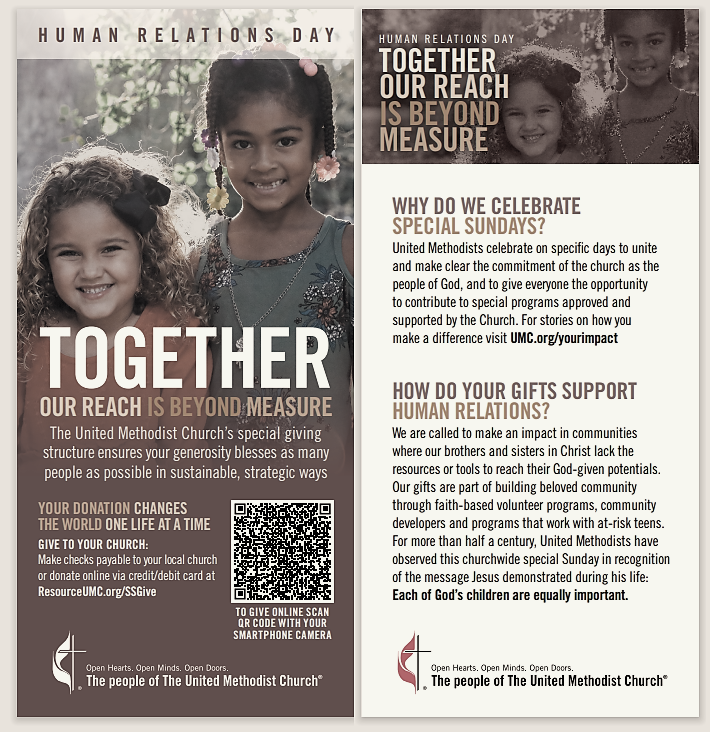 HUMAN RELATIONS DAY
TOGETHER
OUR REACH IS BEYOND MEASURE
The United Methodist Church's special giving
structure ensures your generosity blesses as many
people as possible in sustainable, strategic ways
YOUR DONATION CHANGES
THE WORLD ONE LIFE AT A TIME
GIVE TO YOUR CHURCH:
Make checks payable to your local church
or donate online via credit/debit card at
ResourceUMC.org/SSGive
TO GIVE ONLINE SCAN
QR CODE WITH YOUR
SMARTPHONE CAMERA
Open Hearts. Open Minds. Open Doors.
The people of The United Methodist Church®
HUMAN RELATIONS DAY
TOGETHER
OUR REACH
IS BEYOND
MEASURE
WHY DO WE CELEBRATE
SPECIAL SUNDAYS?
United Methodists celebrate on specific days to unite
and make clear the commitment of the church as the
people of God, and to give everyone the opportunity
to contribute to special programs approved and
supported by the Church. For stories on how you
make a difference visit UMC.org/yourimpact
HOW DO YOUR GIFTS SUPPORT
HUMAN RELATIONS?
We are called to make an impact in communities
where our brothers and sisters in Christ lack the
resources or tools to reach their God-given potentials.
Our gifts are part of building beloved community
through faith-based volunteer programs, community
developers and programs that work with at-risk teens.
For more than half a century, United Methodists have
observed this churchwide special Sunday in recognition
of the message Jesus demonstrated during his life:
Each of God's children are equally important.
Open Hearts. Open Minds. Open Doors.
The people of The United Methodist Church®